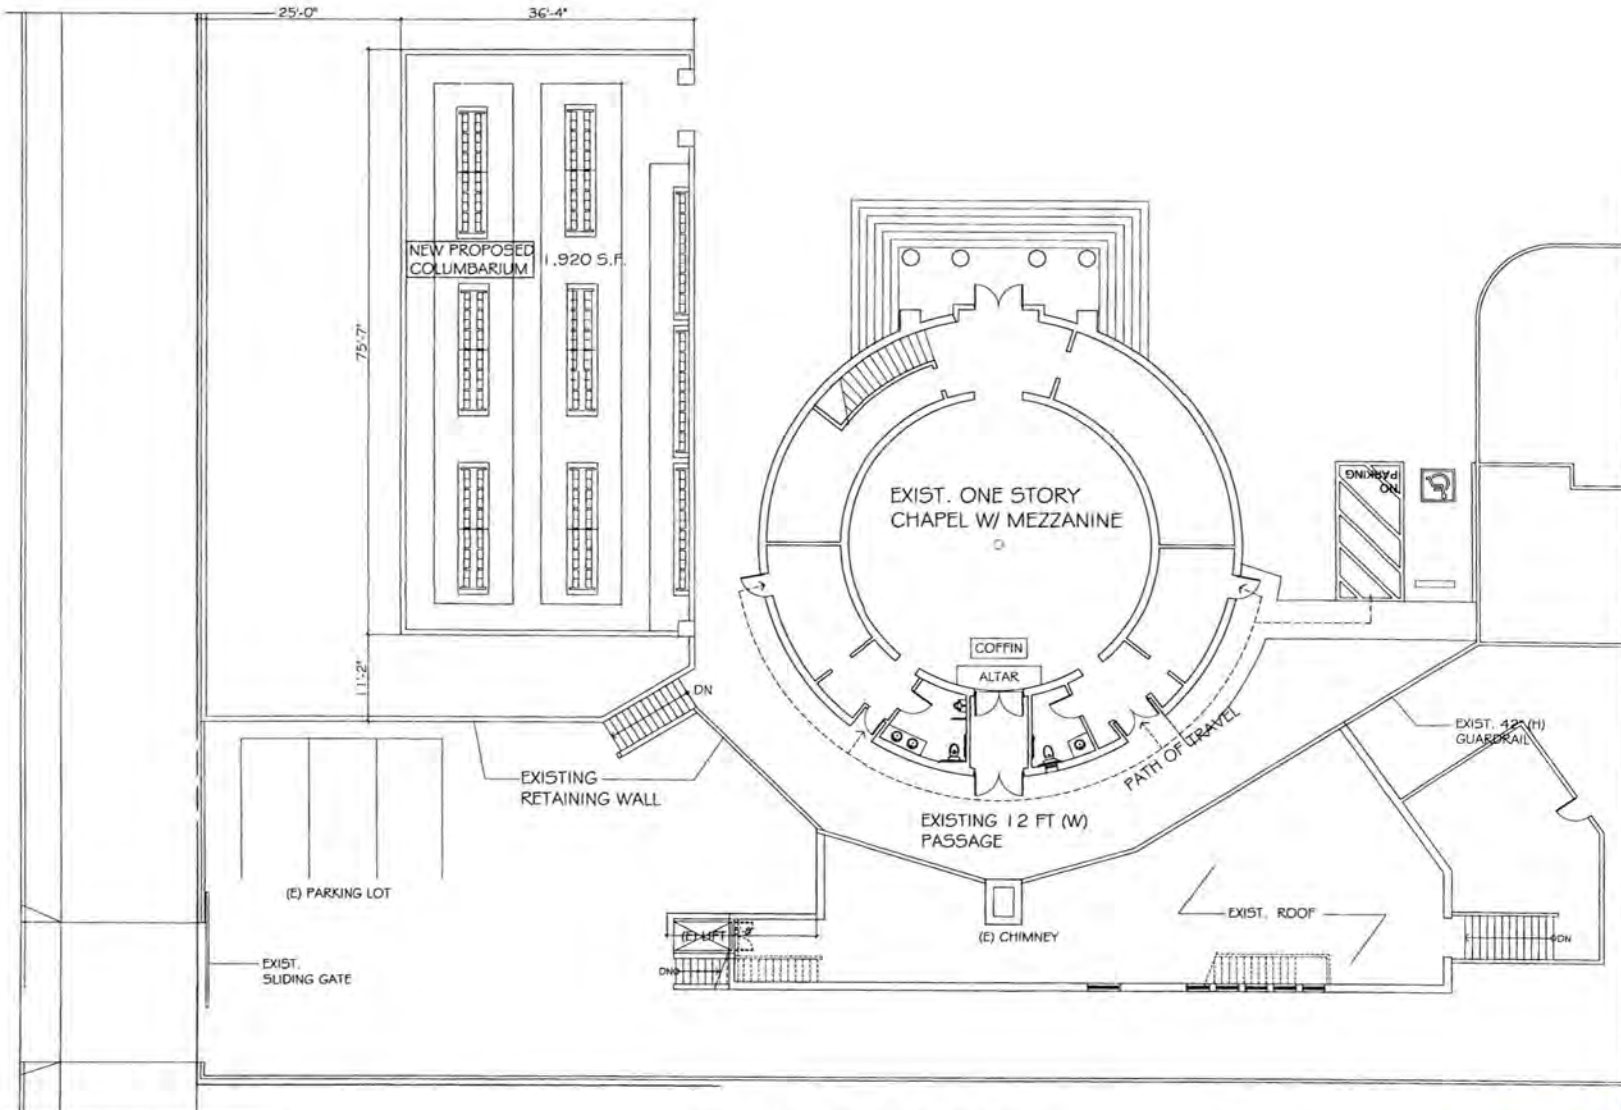 25'-0"
36'-4"
75'-7"
NEW PROPOSED
COLUMBARIUM
1,920 S.F.
11'-2"
DN
EXIST. ONE STORY
CHAPEL W/ MEZZANINE
NO
PARKING
COFFIN
ALTAR
PATH OF TRAVEL
EXIST. 42" (H)
GUARDRAIL
EXISTING
RETAINING WALL
EXISTING 12 FT (W)
PASSAGE
(E) PARKING LOT
(E) LIFT
(E) CHIMNEY
EXIST. ROOF
DN
DN
EXIST.
SLIDING GATE